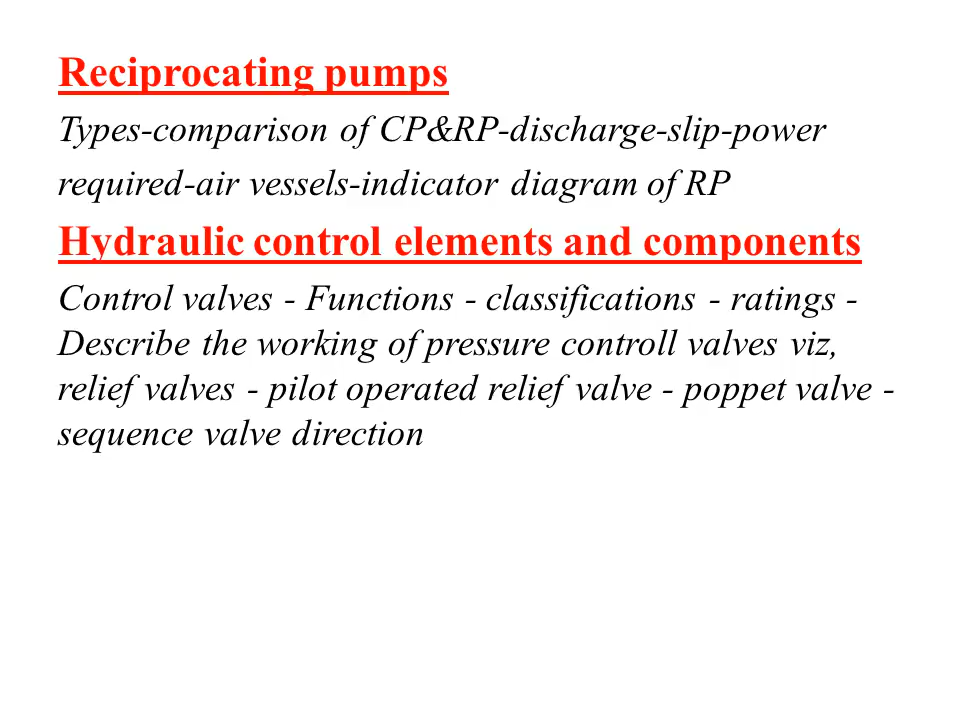 Reciprocating pumps
Types-comparison of CP&RP-discharge-slip-power
required-air vessels-indicator diagram of RP
Hydraulic control elements and components
Control valves - Functions - classifications - ratings -
Describe the working of pressure controll valves viz,
relief valves - pilot operated relief valve - poppet valve -
sequence valve direction